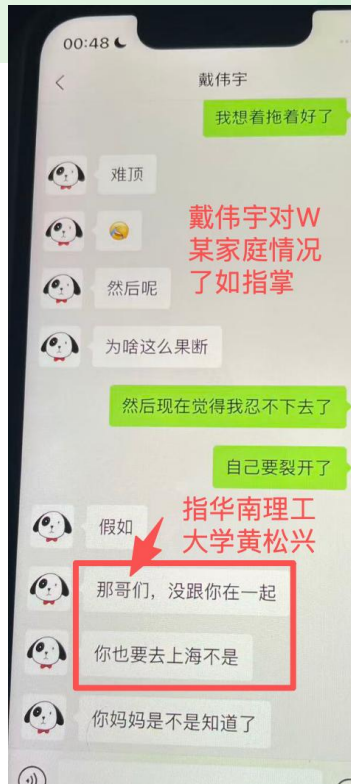 00:48
戴伟宇
我想着拖着好了
难顶
戴伟宇对W
某家庭情况
了如指掌
然后呢
为啥这么果断
然后现在觉得我忍不下去了
自己要裂开了
指华南理工
大学黄松兴
假如
那哥们，没跟你在一起
你也要去上海不是
你妈妈是不是知道了